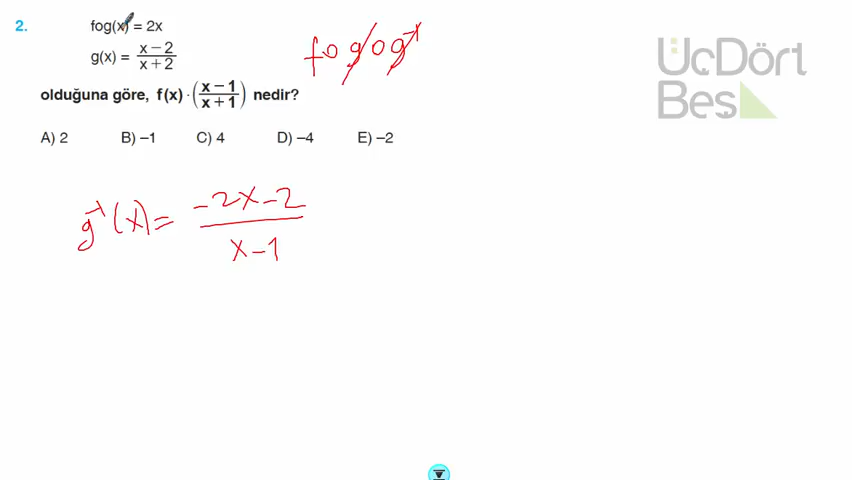 2.
fog(x) = 2x
g(x) = x – 2 / x + 2
olduğuna göre, f(x) · (x – 1 / x + 1) nedir?
A) 2 B) –1 C) 4 D) –4 E) –2
fogog⁻¹
g⁻¹(x) = -2x - 2 / x - 1
ÜçDört
Beş